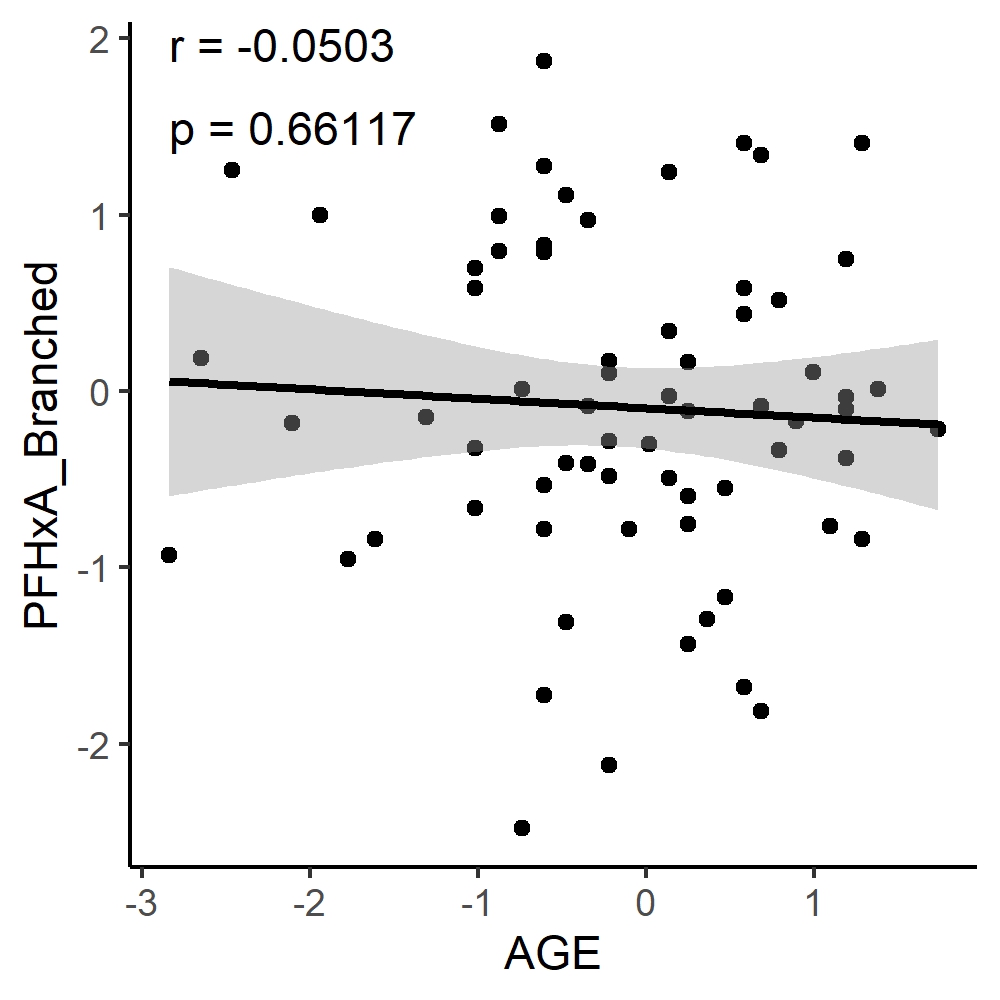 r = -0.0503
p = 0.66117
PFHxA_Branched
2
1
0
-1
-2
-3
-2
-1
0
1
AGE